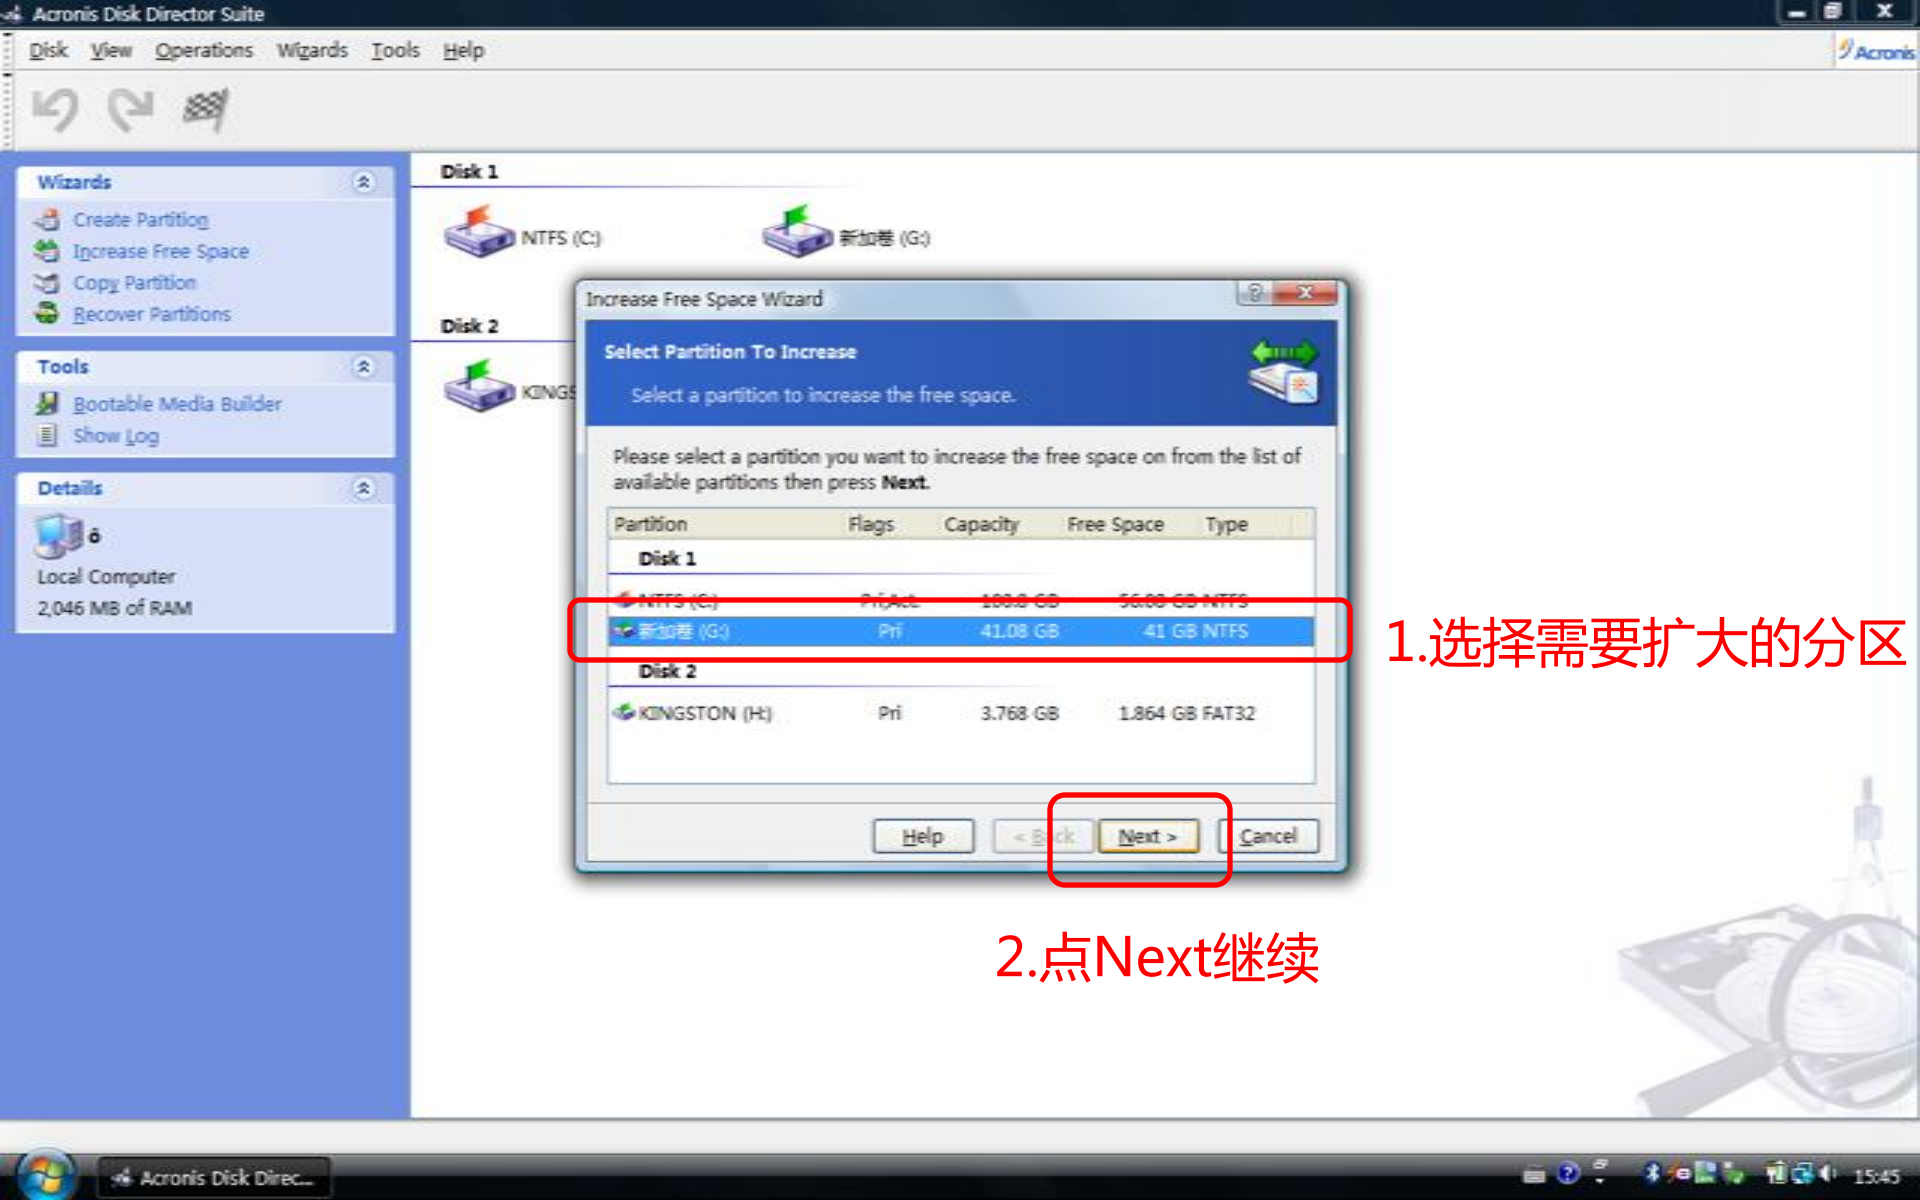 Acronis Disk Director Suite
Disk View Operations Wizards Tools Help
Acronis
Wizards
Create Partition
Increase Free Space
Copy Partition
Recover Partitions
Tools
Bootable Media Builder
Show Log
Details
ô
Local Computer
2,046 MB of RAM
Disk 1
NTFS (C:)
新加卷 (G:)
Disk 2
KINGS
Increase Free Space Wizard
Select Partition To Increase
Select a partition to increase the free space.
Please select a partition you want to increase the free space on from the list of
available partitions then press Next.
Partition Flags Capacity Free Space Type
Disk 1
NTFS (C:) Pri,Act. GB GB NTFS
新加卷 (G:) Pri 41.08 GB 41 GB NTFS
Disk 2
KINGSTON (H:) Pri 3.768 GB 1.864 GB FAT32
Help < Back Next > Cancel
1.选择需要扩大的分区
2.点Next继续
Acronis Disk Direc...
15:45